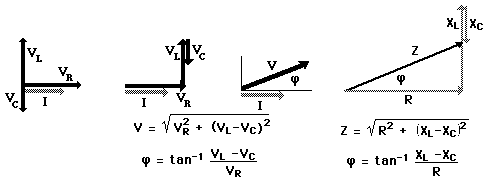 V_L
V_R
V_C
I
V_L
V_C
V_R
I
V
φ
I
X_L X_C
Z
φ
R
V = √(V_R² + (V_L-V_C)²)
φ = tan⁻¹ (V_L - V_C)/V_R
Z = √(R² + (X_L-X_C)²)
φ = tan⁻¹ (X_L - X_C)/R